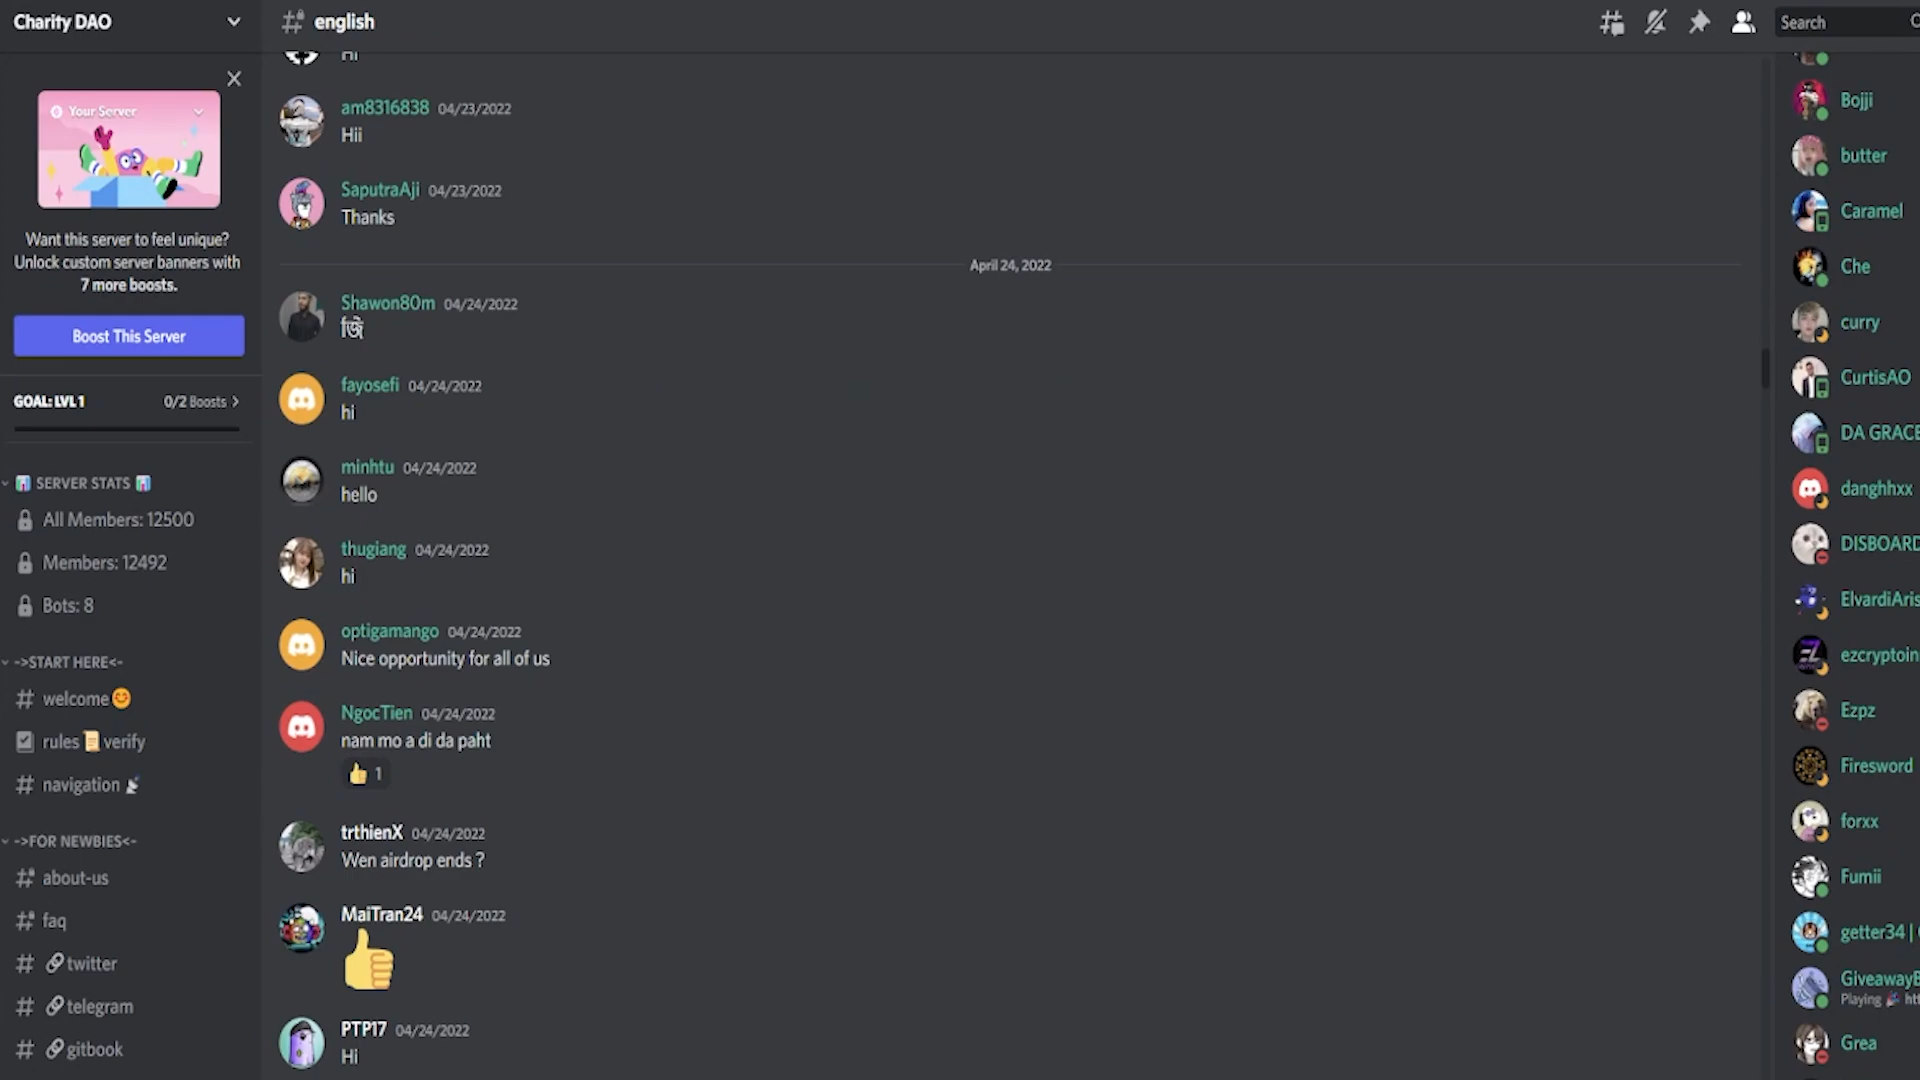 Charity DAO
Your Server
Want this server to feel unique?
Unlock custom server banners with
7 more boosts.
Boost This Server
GOAL: LVL 1
0/2 Boosts >
SERVER STATS
All Members: 12500
Members: 12492
Bots: 8
->START HERE<-
# welcome😊
rules📜verify
# navigation
->FOR NEWBIES<-
about-us
faq
# 🔗twitter
# 🔗telegram
# 🔗gitbook
english
Hi
am8316838 04/23/2022
Hii
SaputraAji 04/23/2022
Thanks
April 24, 2022
Shawon80m 04/24/2022
fayosefi 04/24/2022
hi
minhtu 04/24/2022
hello
thugiang 04/24/2022
hi
optigamango 04/24/2022
Nice opportunity for all of us
NgocTien 04/24/2022
nam mo a di da paht
👍 1
trthienX 04/24/2022
Wen airdrop ends ?
MaiTran24 04/24/2022
👍
PTP17 04/24/2022
Hi
Search
Bojji
butter
Caramel
Che
curry
CurtisAO
DA GRACE
danghhxx
DISBOARD
ElvardiAris
ezcryptoin
Ezpz
Firesword
forxx
Fumii
getter34 |
GiveawayB
Playing 🎉 htt
Grea